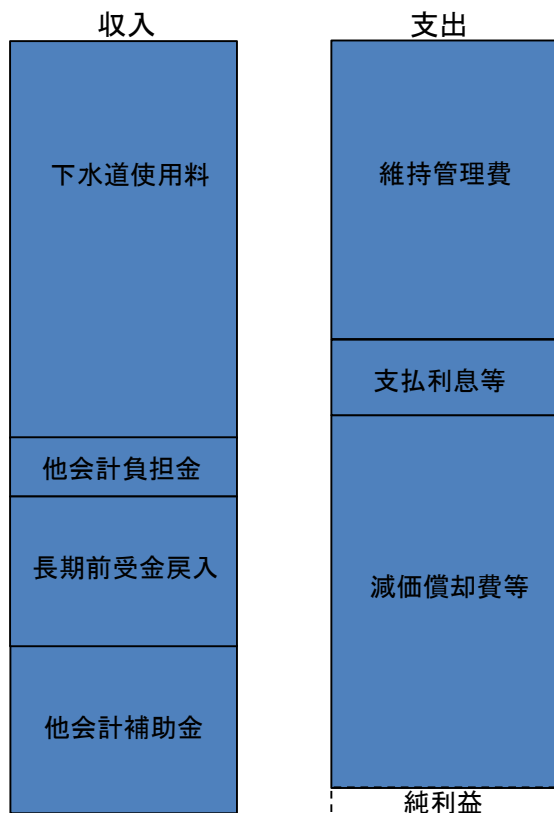 収入
下水道使用料
他会計負担金
長期前受金戻入
他会計補助金
支出
維持管理費
支払利息等
減価償却費等
純利益